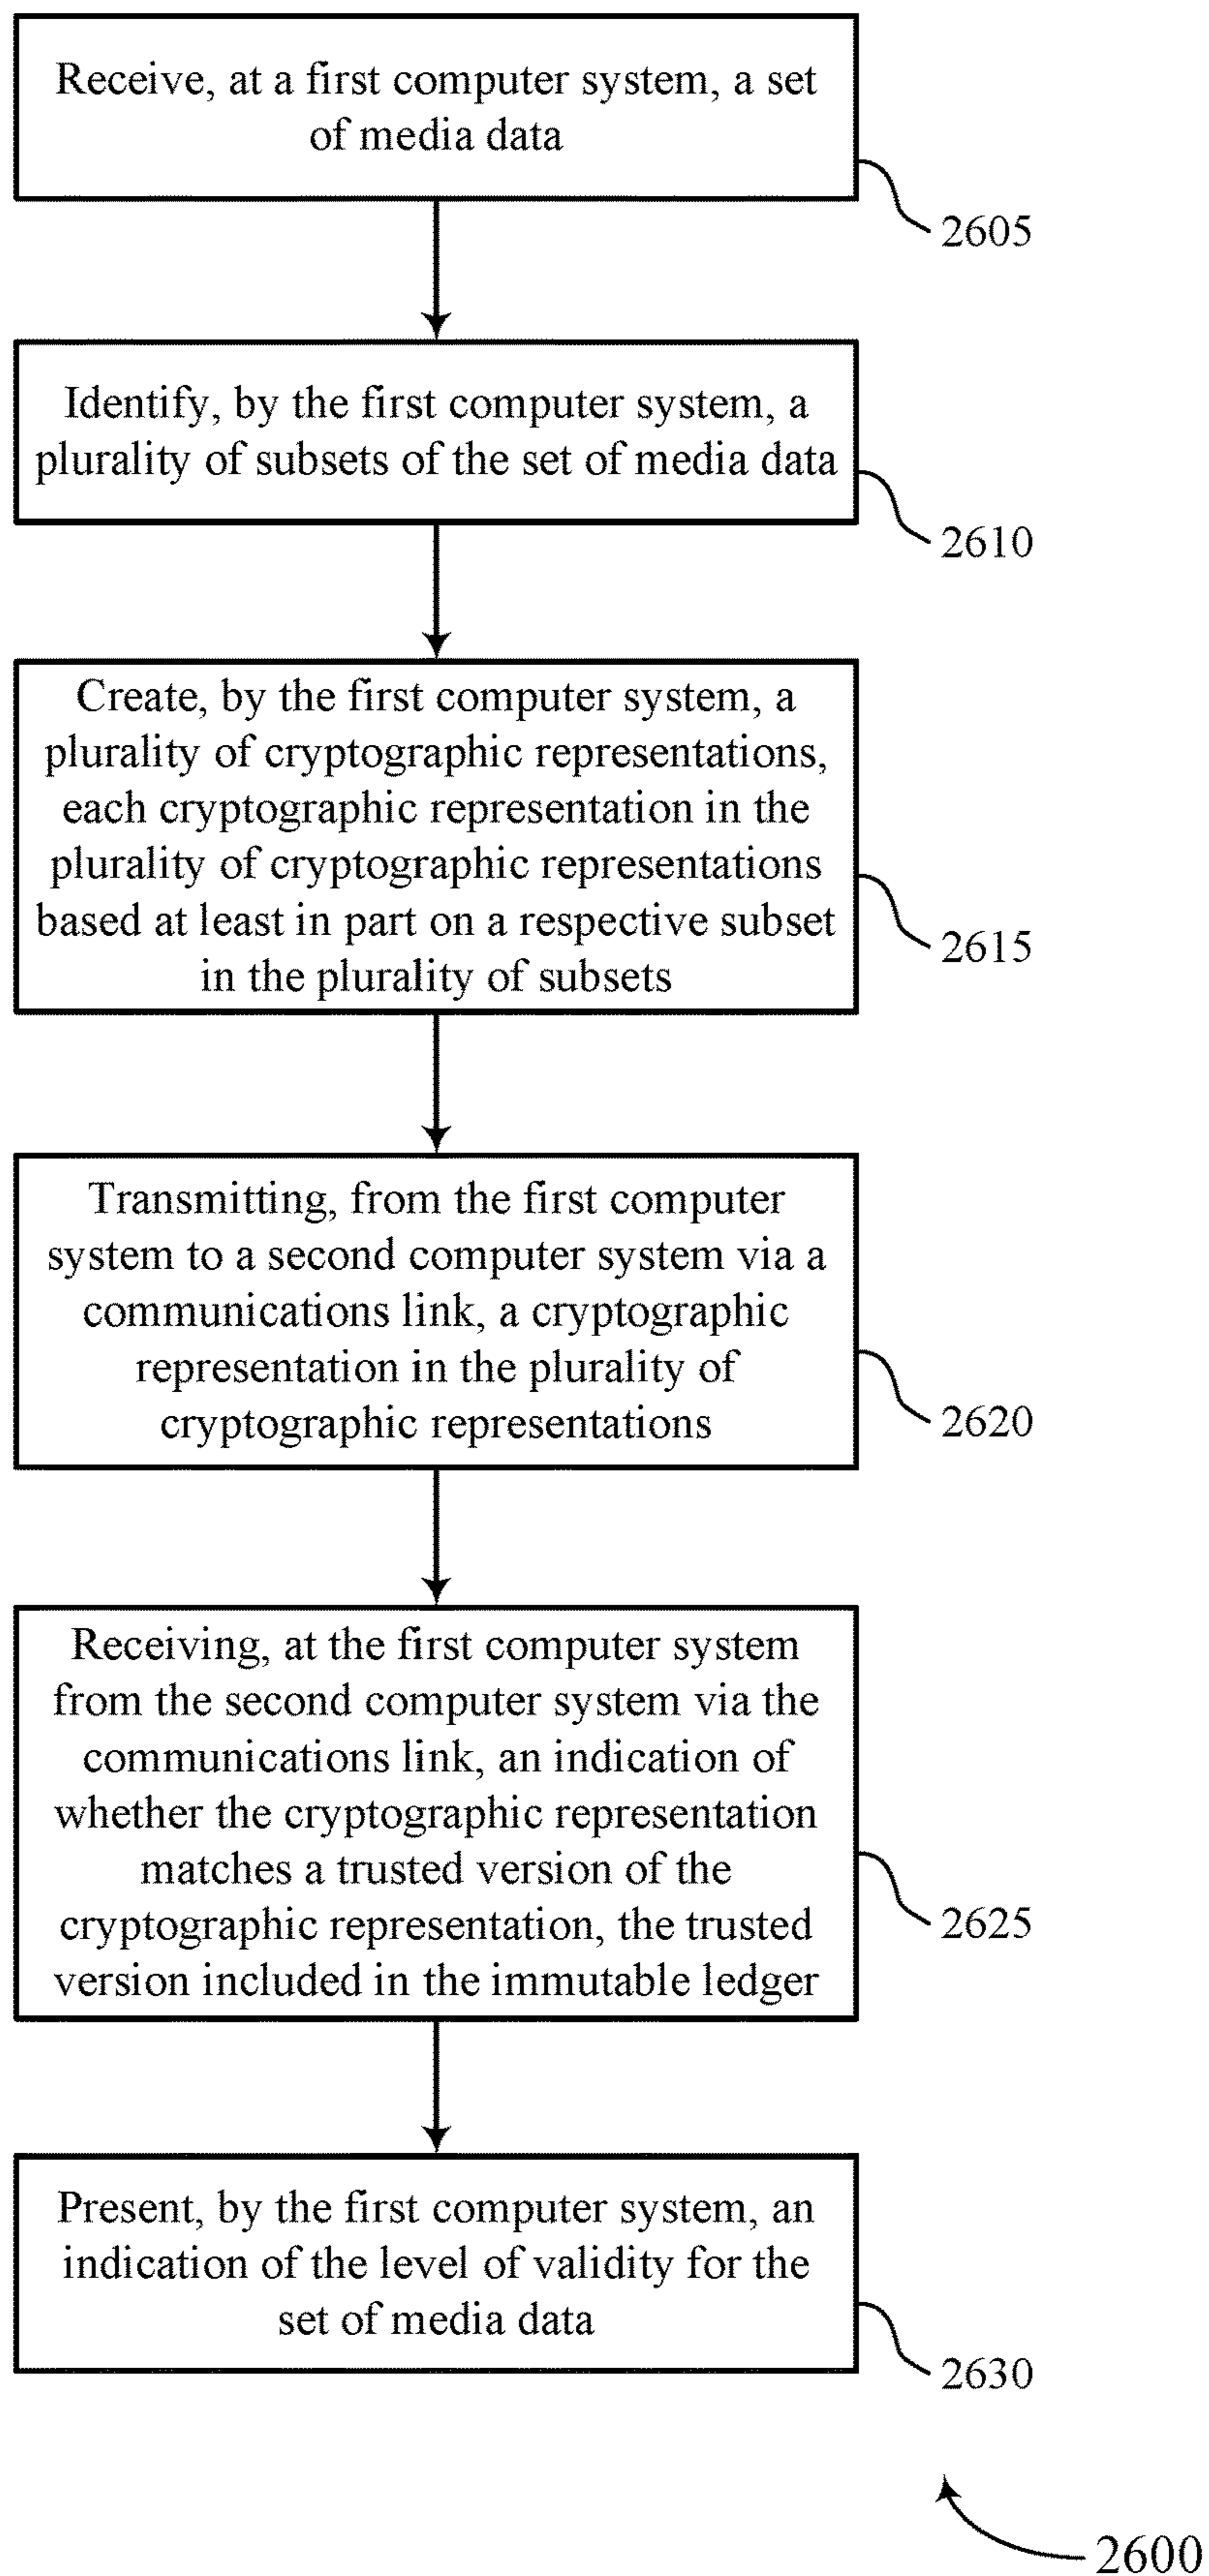 Receive, at a first computer system, a set
of media data
2605
Identify, by the first computer system, a
plurality of subsets of the set of media data
2610
Create, by the first computer system, a
plurality of cryptographic representations,
each cryptographic representation in the
plurality of cryptographic representations
based at least in part on a respective subset
in the plurality of subsets
2615
Transmitting, from the first computer
system to a second computer system via a
communications link, a cryptographic
representation in the plurality of
cryptographic representations
2620
Receiving, at the first computer system
from the second computer system via the
communications link, an indication of
whether the cryptographic representation
matches a trusted version of the
cryptographic representation, the trusted
version included in the immutable ledger
2625
Present, by the first computer system, an
indication of the level of validity for the
set of media data
2630
2600